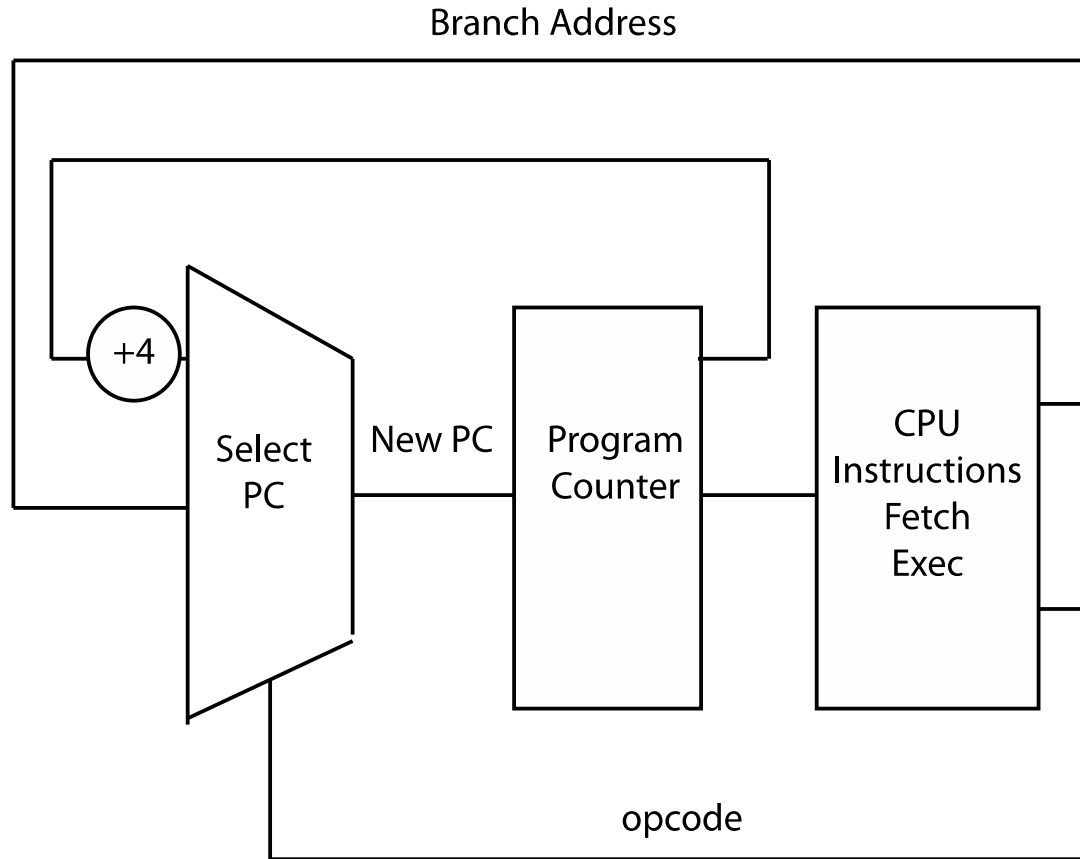 Branch Address
+4
Select
PC
New PC
Program
Counter
CPU
Instructions
Fetch
Exec
opcode